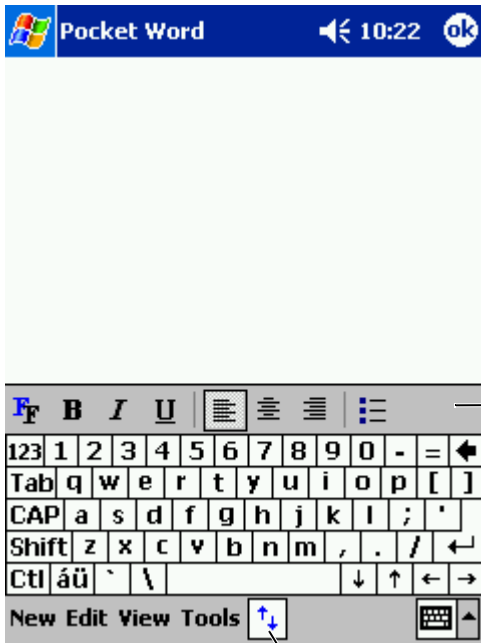 Pocket Word 10:22 ok
FF B I U
123 1 2 3 4 5 6 7 8 9 0 - = 🡄
Tab q w e r t y u i o p [ ]
CAP a s d f g h j k l ; '
Shift z x c v b n m , . / ↵
Ctl áü ` \ ↓ ↑ ← →
New Edit View Tools